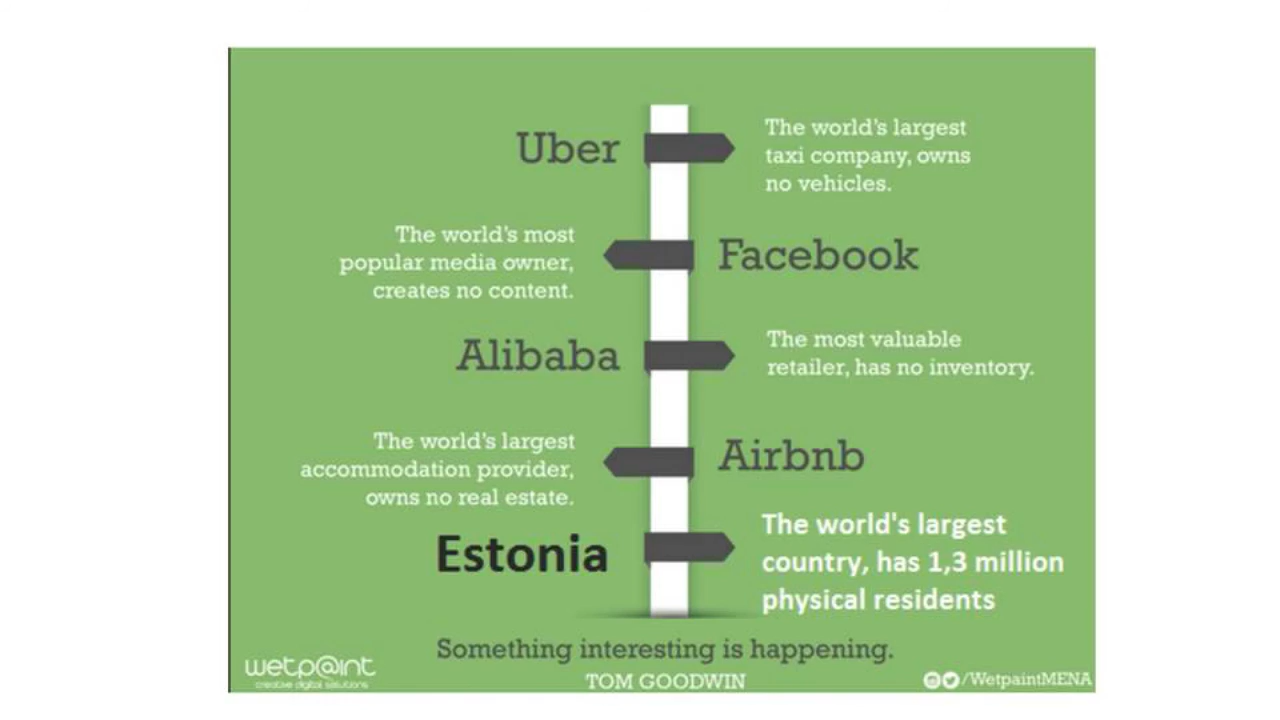 Uber
The world's largest
taxi company, owns
no vehicles.
The world's most
popular media owner,
creates no content.
Facebook
Alibaba
The most valuable
retailer, has no inventory.
The world's largest
accommodation provider,
owns no real estate.
Airbnb
Estonia
The world's largest
country, has 1,3 million
physical residents
Something interesting is happening.
TOM GOODWIN
wetp@int
creative digital solutions
/WetpaintMENA